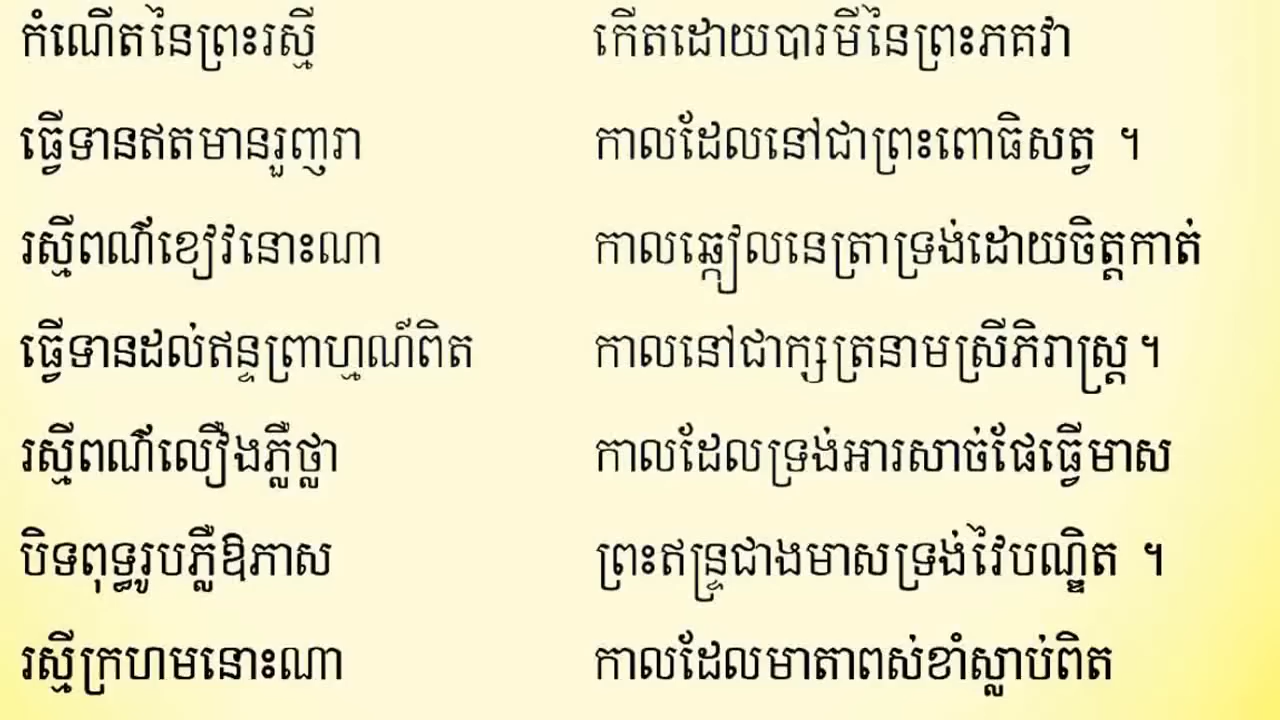 កំណើតនៃព្រះរស្មី កើតដោយបារមីនៃព្រះភគវា
ធ្វើទានឥតមានរួញរា កាលដែលនៅជាព្រះពោធិសត្វ ។
រស្មីពណ៌ខៀវនោះណា កាលឆ្កៀលនេត្រាទ្រង់ដោយចិត្តកាត់
ធ្វើទានដល់ឥន្ទព្រាហ្មណ៍ពិត កាលនៅជាក្សត្រនាមស្រីភិរាស្ត្រ។
រស្មីពណ៌លឿងភ្លឺថ្លា កាលដែលទ្រង់អារសាច់ផែធ្វើមាស
បិទពុទ្ធរូបភ្លឺឱភាស ព្រះឥន្ទ្រជាងមាសទ្រង់វៃបណ្ឌិត ។
រស្មីក្រហមនោះណា កាលដែលមាតាពស់ខាំស្លាប់ពិត